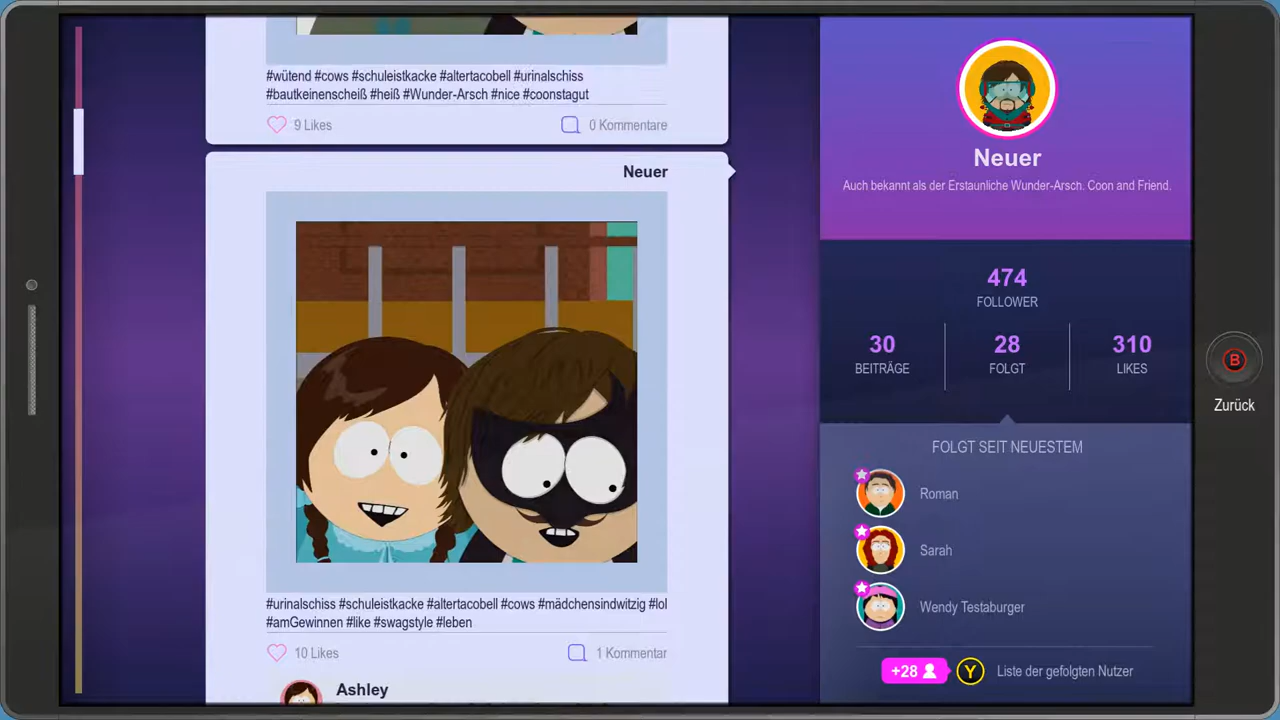 #wütend #cows #schuleistkacke #altertacobell #urinalschiss
#bautkeinenscheiß #heiß #Wunder-Arsch #nice #coonstagut
9 Likes
0 Kommentare
Neuer
#urinalschiss #schuleistkacke #altertacobell #cows #mädchensindwitzig #lol
#amGewinnen #like #swagstyle #leben
10 Likes
1 Kommentar
Ashley
Neuer
Auch bekannt als der Erstaunliche Wunder-Arsch. Coon and Friend.
474
FOLLOWER
30
BEITRÄGE
28
FOLGT
310
LIKES
FOLGT SEIT NEUESTEM
Roman
Sarah
Wendy Testaburger
+28
Y
Liste der gefolgten Nutzer
B
Zurück